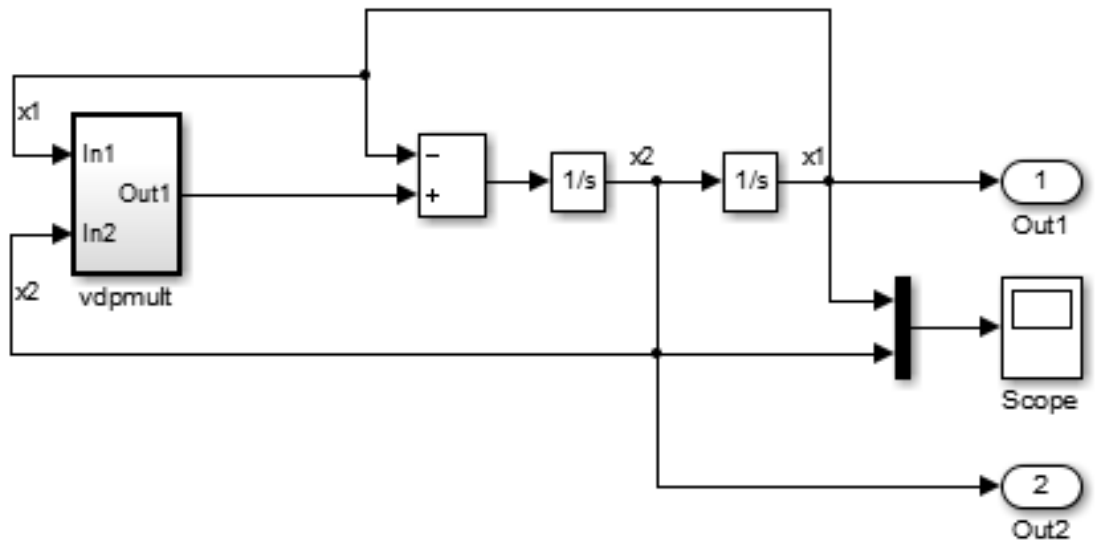 x1
In1
Out1
In2
x2
vdpmult
−
+
1/s
x2
1/s
x1
1
Out1
Scope
2
Out2